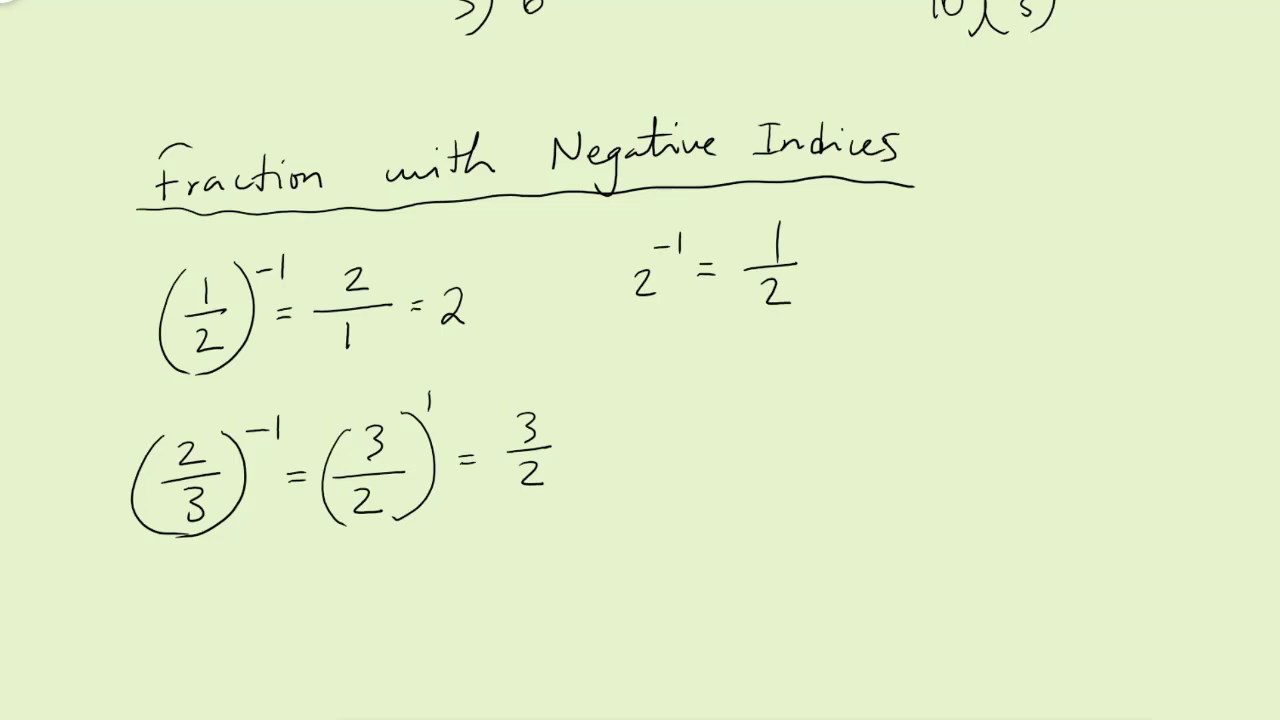 Fraction with Negative Indices
(1/2)^-1 = 2/1 = 2
2^-1 = 1/2
(2/3)^-1 = (3/2)^1 = 3/2